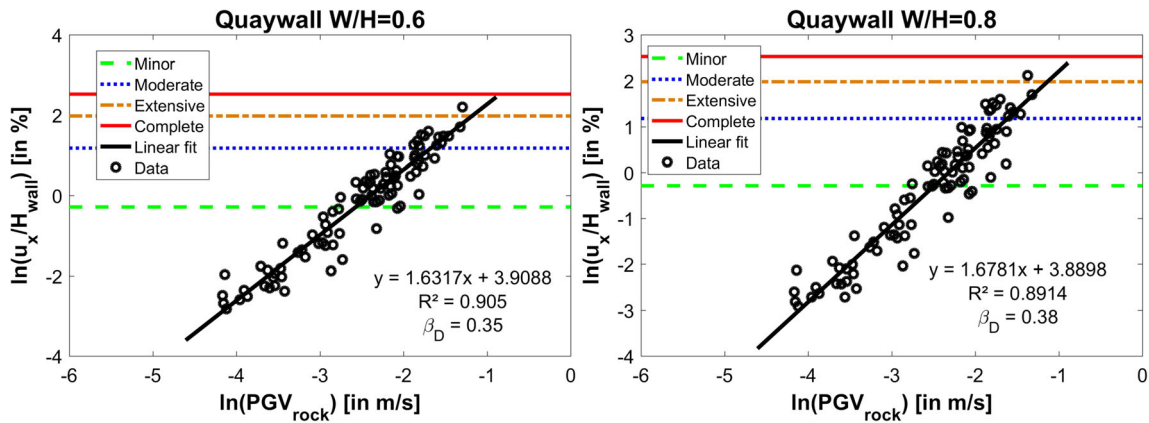 Quaywall W/H=0.6
4
3
2
1
0
-1
-2
-3
-4
-6
-5
-4
-3
-2
-1
0
ln(u_x/H_wall) [in %]
ln(PGV_rock) [in m/s]
Minor
Moderate
Extensive
Complete
Linear fit
Data
y = 1.6317x + 3.9088
R² = 0.905
β_D = 0.35
Quaywall W/H=0.8
3
2
1
0
-1
-2
-3
-4
-6
-5
-4
-3
-2
-1
0
ln(u_x/H_wall) [in %]
ln(PGV_rock) [in m/s]
Minor
Moderate
Extensive
Complete
Linear fit
Data
y = 1.6781x + 3.8898
R² = 0.8914
β_D = 0.38